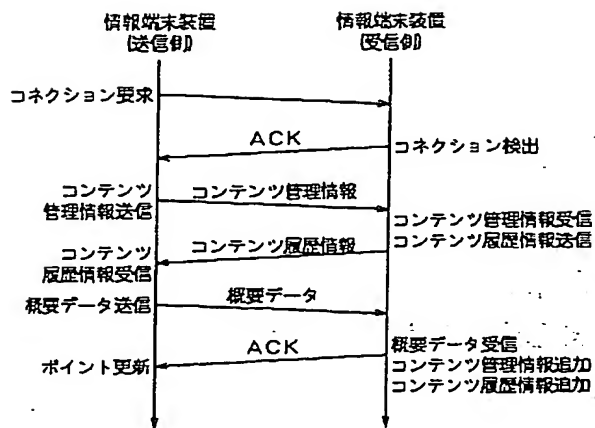 情報端末装置
(送信側)
情報端末装置
(受信側)
コネクション要求
ACK
コネクション検出
コンテンツ
管理情報送信
コンテンツ管理情報
コンテンツ管理情報受信
コンテンツ履歴情報送信
コンテンツ履歴情報
コンテンツ
履歴情報受信
概要データ送信
概要データ
ACK
概要データ受信
コンテンツ管理情報追加
コンテンツ履歴情報追加
ポイント更新